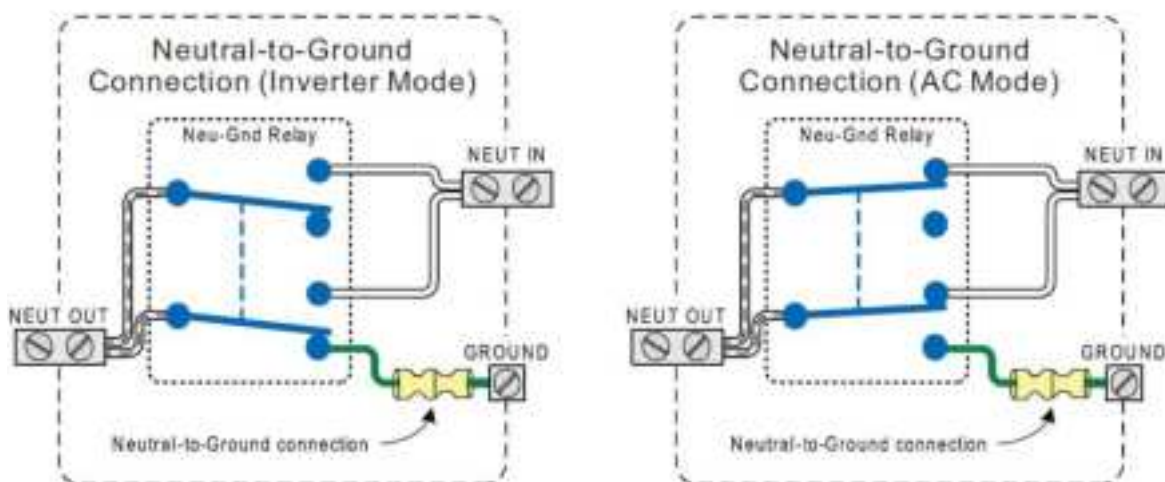 Neutral-to-Ground
Connection (Inverter Mode)
Neu-Gnd Relay
NEUT IN
NEUT OUT
GROUND
Neutral-to-Ground connection
Neutral-to-Ground
Connection (AC Mode)
Neu-Gnd Relay
NEUT IN
NEUT OUT
GROUND
Neutral-to-Ground connection